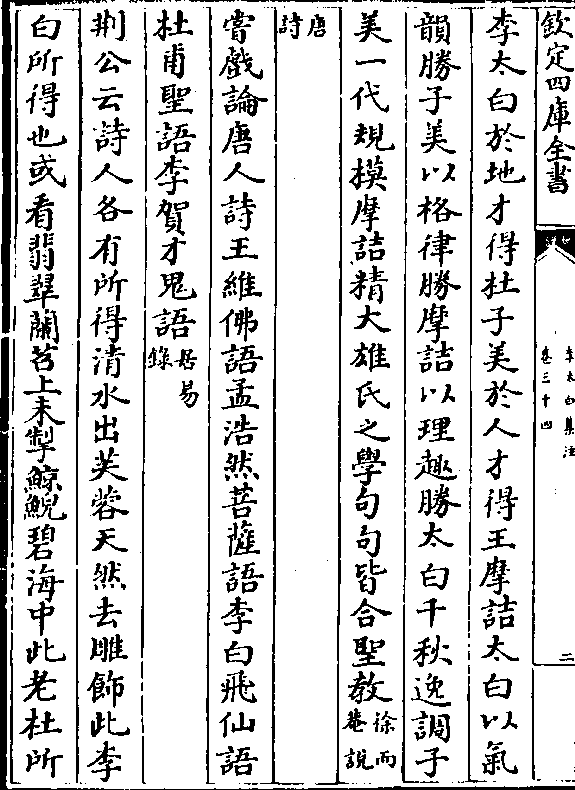 欽定四庫全書
李太白集注
卷三十四
二
李太白於地才得杜子美於人才得王摩詰太白以氣
韻勝子美以格律勝摩詰以理趣勝太白千秋逸調子
美一代規模摩詰精大雄氏之學句句皆合聖教徐而
菴說
唐
詩
嘗戲論唐人詩王維佛語孟浩然菩薩語李白飛仙語
杜甫聖語李賀才鬼語居易
錄
荆公云詩人各有所得清水出芙蓉天然去雕飾此李
白所得也或看翡翠蘭苕上未掣鯨鯢碧海中此老杜所